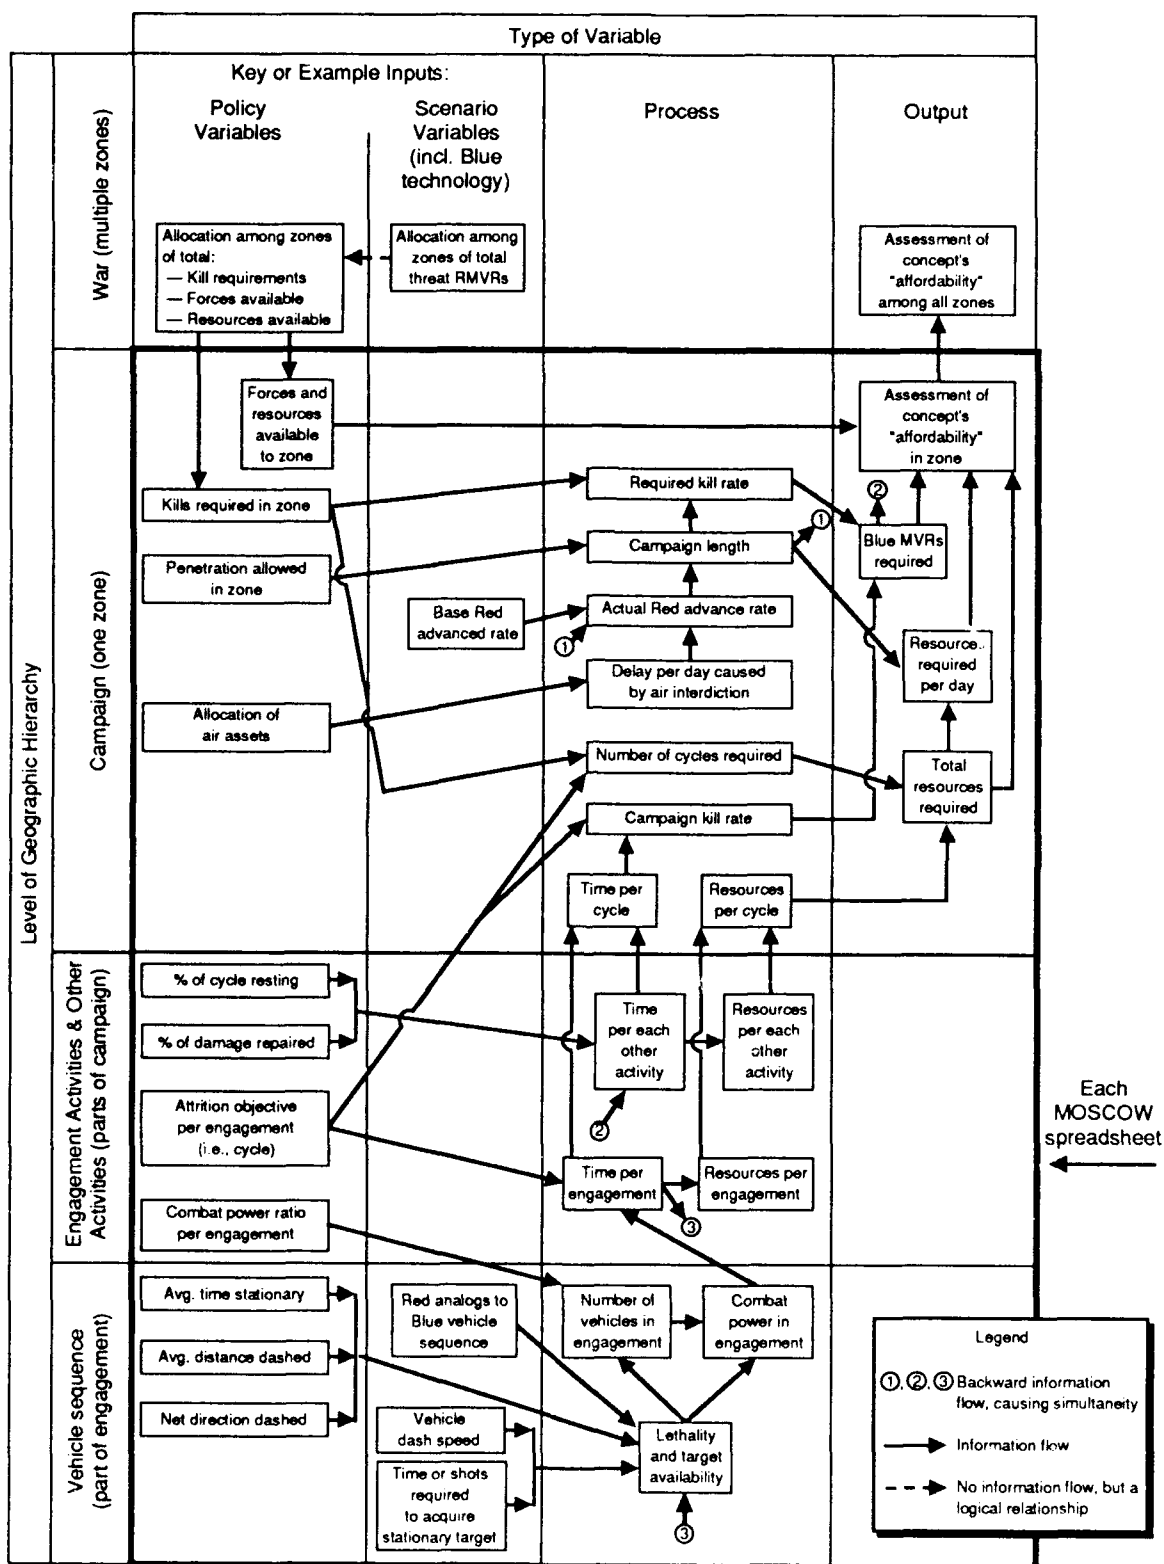 Type of Variable
Key or Example Inputs:
Policy
Variables
Scenario
Variables
(incl. Blue
technology)
Process
Output
Level of Geographic Hierarchy
War (multiple zones)
Allocation among zones
of total:
— Kill requirements
— Forces available
— Resources available
Allocation among
zones of total
threat RMVRs
Assessment of
concept's
"affordability"
among all zones
Campaign (one zone)
Forces and
resources
available
to zone
Assessment of
concept's
"affordability"
in zone
Kills required in zone
Required kill rate
②
①
Blue MVRs
required
Penetration allowed
in zone
Campaign length
Base Red
advanced rate
Actual Red advance rate
①
Resource..
required
per day
Delay per day caused
by air interdiction
Allocation of
air assets
Number of cycles required
Total
resources
required
Campaign kill rate
Time per
cycle
Resources
per cycle
Engagement Activities & Other
Activities (parts of campaign)
% of cycle resting
% of damage repaired
Time
per each
other
activity
Resources
per each
other
activity
②
Attrition objective
per engagement
(i.e., cycle)
Time per
engagement
Resources per
engagement
③
Combat power ratio
per engagement
Each
MOSCOW
spreadsheet
Vehicle sequence
(part of engagement)
Avg. time stationary
Avg. distance dashed
Net direction dashed
Red analogs to
Blue vehicle
sequence
Number of
vehicles in
engagement
Combat
power in
engagement
Vehicle
dash speed
Time or shots
required
to acquire
stationary target
Lethality
and target
availability
③
Legend
①, ②, ③ Backward information
flow, causing simultaneity
Information flow
No information flow, but a
logical relationship